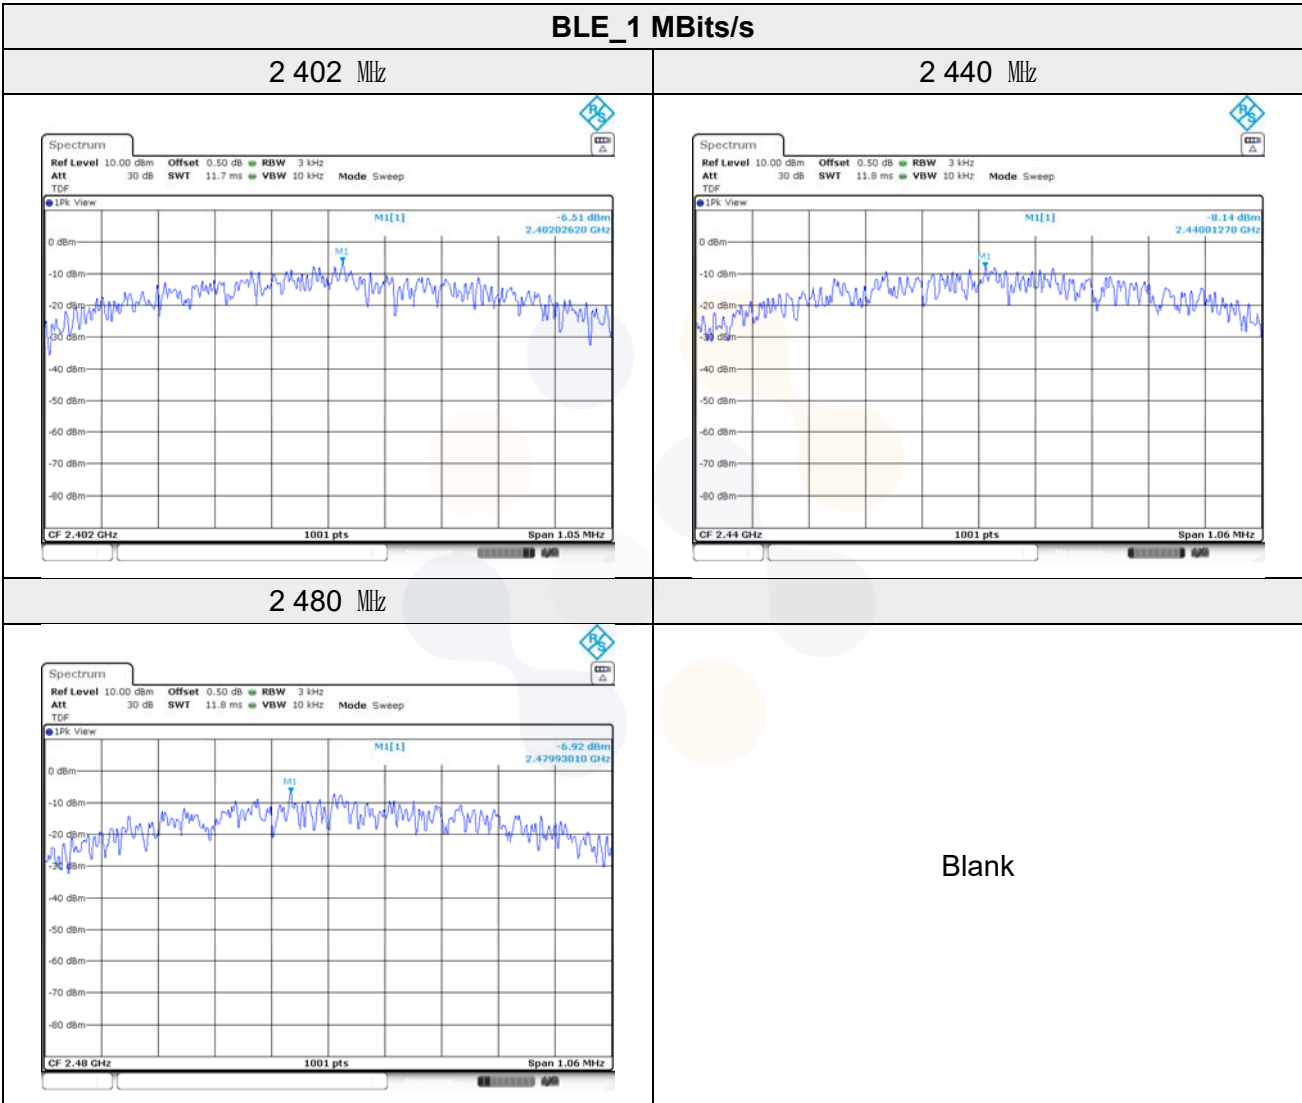 BLE_1 MBits/s
2 402 ㎒
2 440 ㎒
R&S
Spectrum
Ref Level 10.00 dBm Offset 0.50 dB RBW 3 kHz
Att 30 dB SWT 11.7 ms VBW 10 kHz Mode Sweep
TDF
1Pk View
M1[1] -6.51 dBm
2.40202620 GHz
M1
0 dBm
-10 dBm
-20 dBm
-30 dBm
-40 dBm
-50 dBm
-60 dBm
-70 dBm
-80 dBm
CF 2.402 GHz 1001 pts Span 1.05 MHz
R&S
Spectrum
Ref Level 10.00 dBm Offset 0.50 dB RBW 3 kHz
Att 30 dB SWT 11.8 ms VBW 10 kHz Mode Sweep
TDF
1Pk View
M1[1] -8.14 dBm
2.44001270 GHz
M1
0 dBm
-10 dBm
-20 dBm
-30 dBm
-40 dBm
-50 dBm
-60 dBm
-70 dBm
-80 dBm
CF 2.44 GHz 1001 pts Span 1.06 MHz
2 480 ㎒
R&S
Spectrum
Ref Level 10.00 dBm Offset 0.50 dB RBW 3 kHz
Att 30 dB SWT 11.8 ms VBW 10 kHz Mode Sweep
TDF
1Pk View
M1[1] -6.92 dBm
2.47993010 GHz
M1
0 dBm
-10 dBm
-20 dBm
-30 dBm
-40 dBm
-50 dBm
-60 dBm
-70 dBm
-80 dBm
CF 2.48 GHz 1001 pts Span 1.06 MHz
Blank